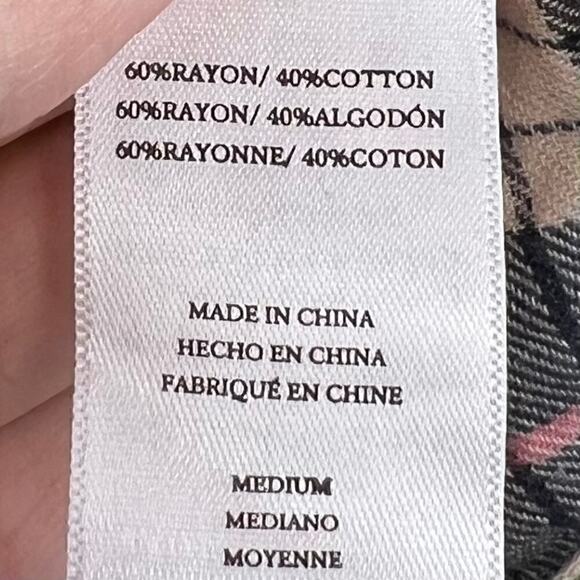 60%RAYON/ 40%COTTON
60%RAYON/ 40%ALGODÓN
60%RAYONNE/ 40%COTON
MADE IN CHINA
HECHO EN CHINA
FABRIQUÉ EN CHINE
MEDIUM
MEDIANO
MOYENNE